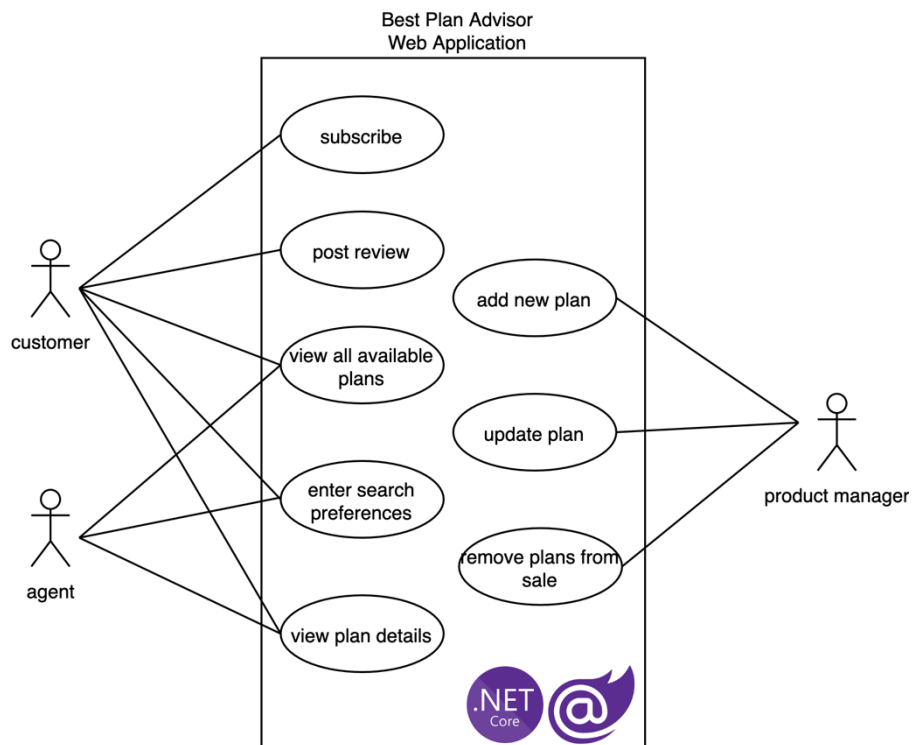 Best Plan Advisor
Web Application
subscribe
post review
add new plan
customer
view all available
plans
update plan
product manager
enter search
preferences
agent
remove plans from
sale
view plan details
.NET
Core
@